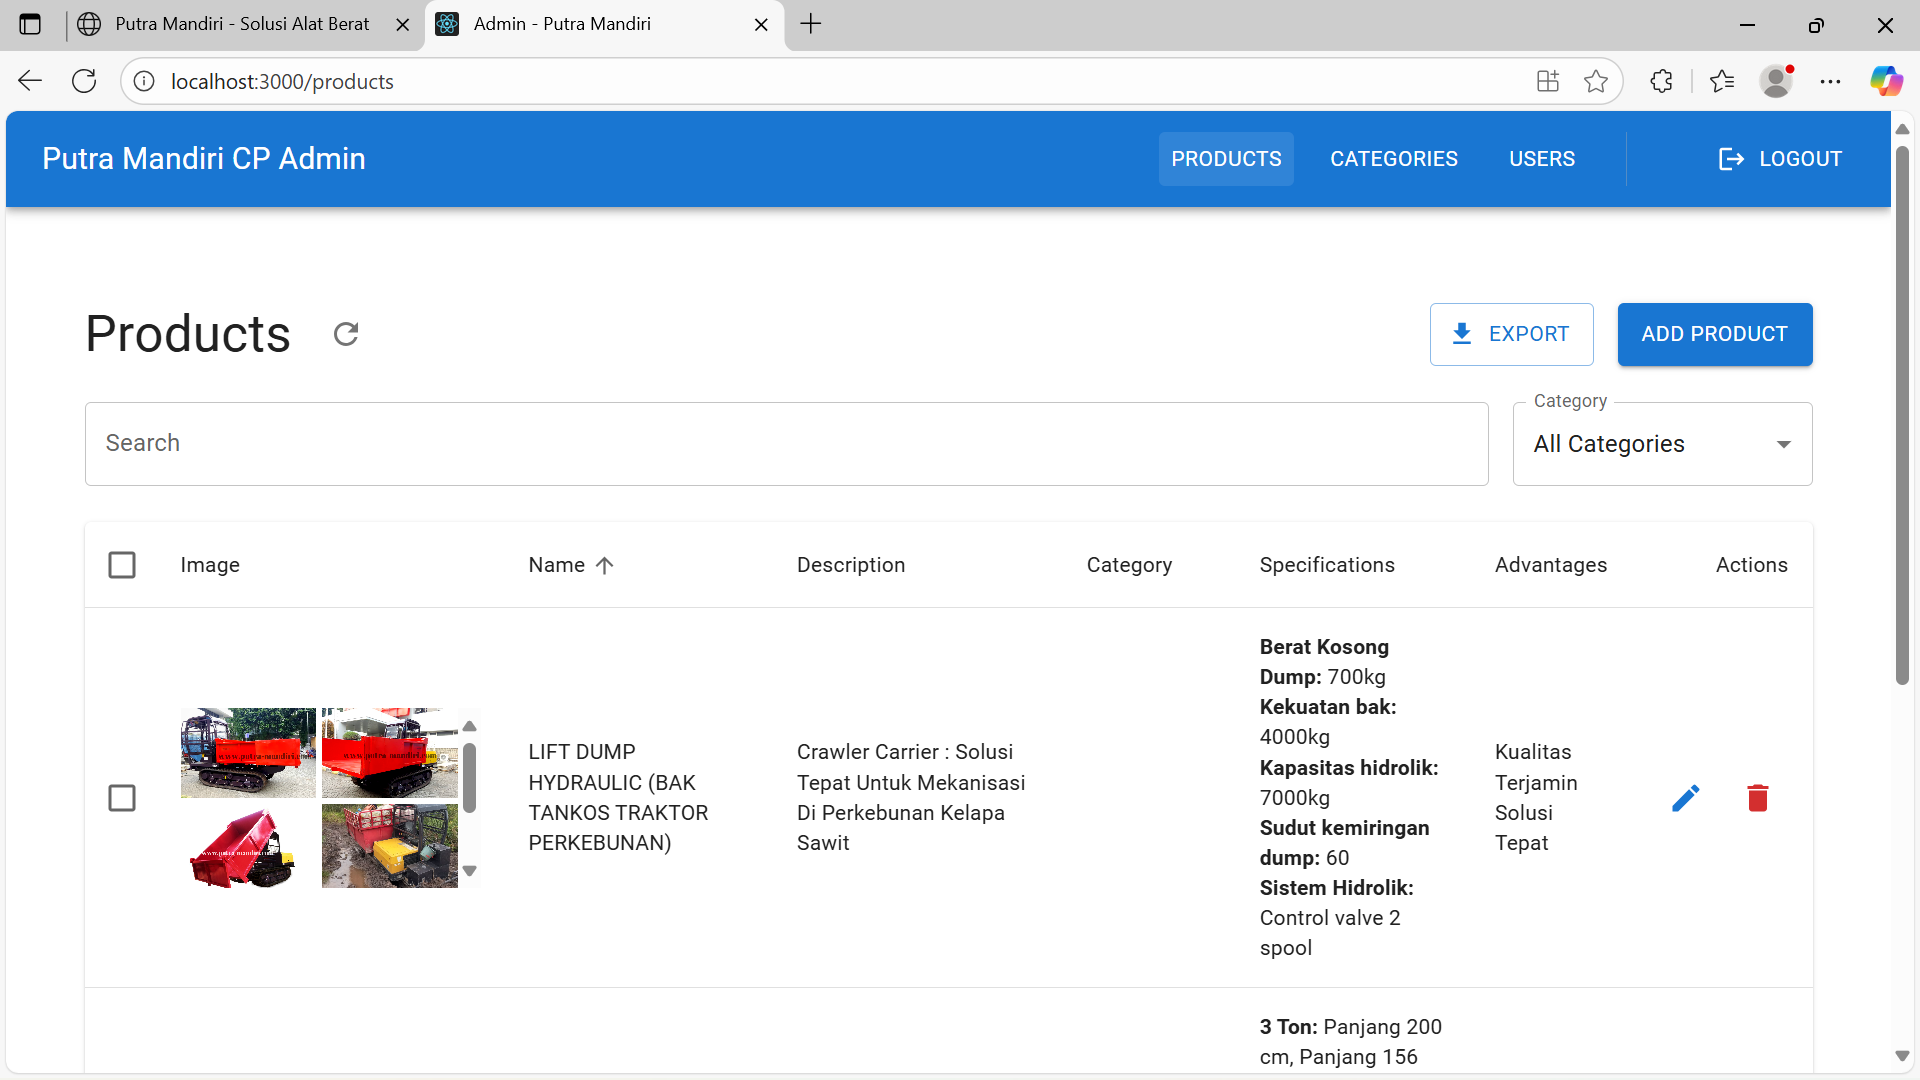 Putra Mandiri - Solusi Alat Berat
Admin - Putra Mandiri
localhost:3000/products
Putra Mandiri CP Admin
PRODUCTS
CATEGORIES
USERS
LOGOUT
Products
EXPORT
ADD PRODUCT
Search
Category
All Categories
Image
Name
Description
Category
Specifications
Advantages
Actions
LIFT DUMP
HYDRAULIC (BAK
TANKOS TRAKTOR
PERKEBUNAN)
Crawler Carrier : Solusi
Tepat Untuk Mekanisasi
Di Perkebunan Kelapa
Sawit
Berat Kosong
Dump: 700kg
Kekuatan bak:
4000kg
Kapasitas hidrolik:
7000kg
Sudut kemiringan
dump: 60
Sistem Hidrolik:
Control valve 2
spool
Kualitas
Terjamin
Solusi
Tepat
3 Ton: Panjang 200
cm, Panjang 156